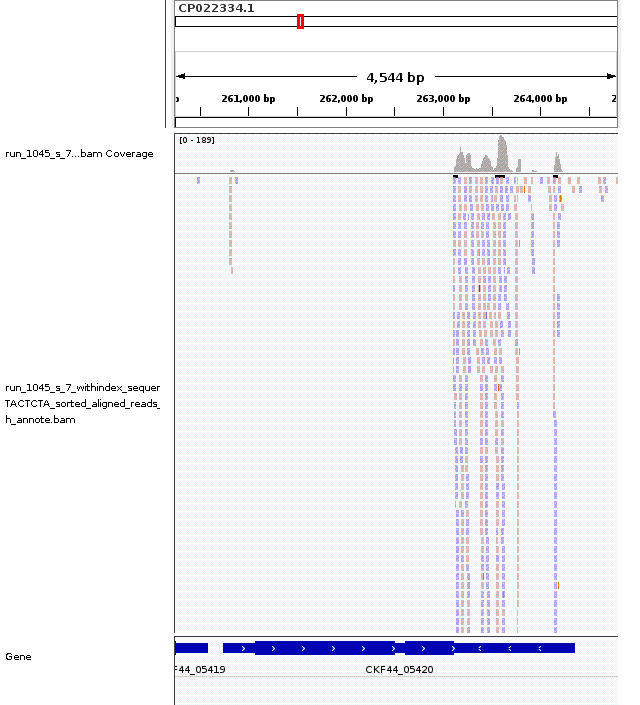 CP022334.1
4,544 bp
261,000 bp 262,000 bp 263,000 bp 264,000 bp 2
run_1045_s_7...bam Coverage
[0 - 189]
run_1045_s_7_withindex_sequer
TACTCTA_sorted_aligned_reads_
h_annote.bam
Gene
F44_05419 CKF44_05420